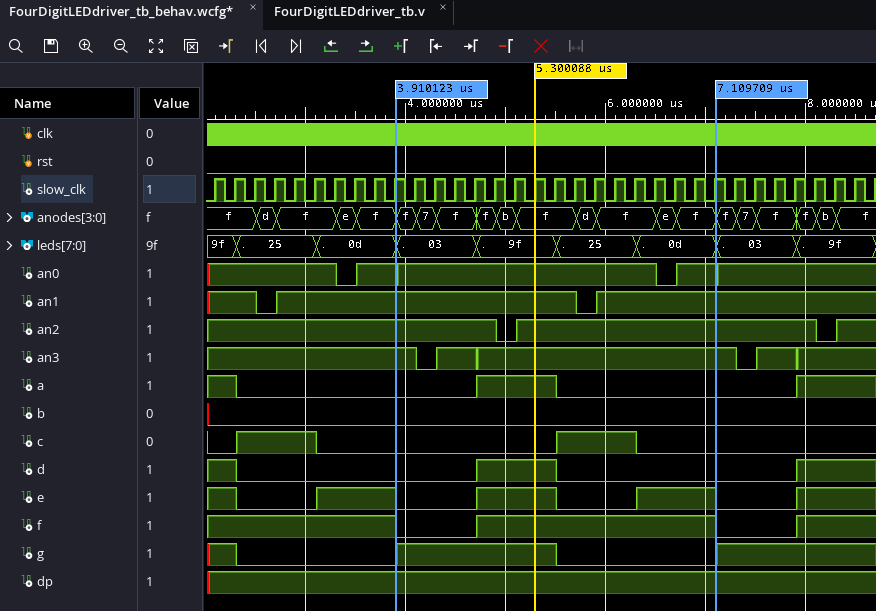 FourDigitLEDdriver_tb_behav.wcfg* × FourDigitLEDdriver_tb.v ×
5.300088 us
3.910123 us 7.109709 us
4.000000 us 6.000000 us 8.000000 u
Name Value
clk 0
rst 0
slow_clk 1
anodes[3:0] f f d f e f f 7 f f b f d f e f f 7 f f b f
leds[7:0] 9f 9f . 25 . 0d . 03 . 9f . 25 . 0d . 03 . 9f
an0 1
an1 1
an2 1
an3 1
a 1
b 0
c 0
d 1
e 1
f 1
g 1
dp 1